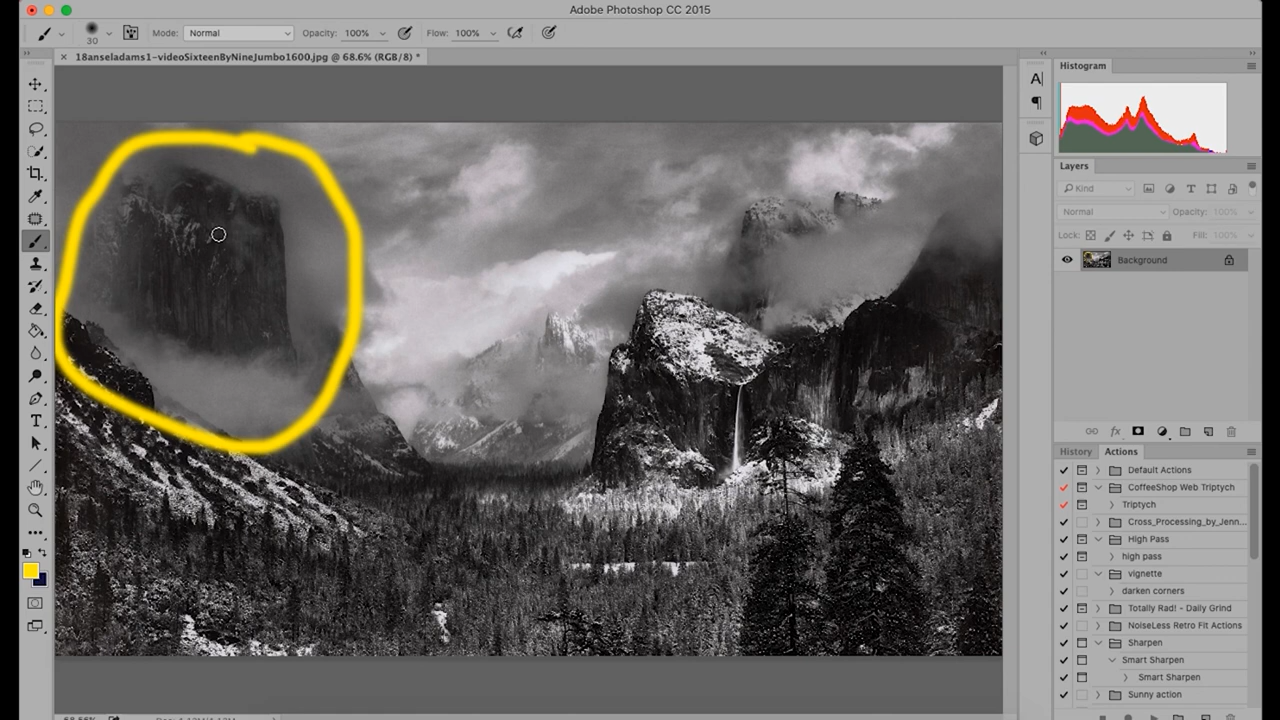 Adobe Photoshop CC 2015
30
Mode: Normal
Opacity: 100%
Flow: 100%
18anseladams1-videoSixteenByNineJumbo1600.jpg @ 68.6% (RGB/8) *
Histogram
Layers
Kind
Normal
Opacity: 100%
Lock:
Fill: 100%
Background
fx
History
Actions
Default Actions
CoffeeShop Web Triptych
Triptych
Cross_Processing_by_Jenn...
High Pass
high pass
vignette
darken corners
Totally Rad! - Daily Grind
NoiseLess Retro Fit Actions
Sharpen
Smart Sharpen
Smart Sharpen
Sunny action